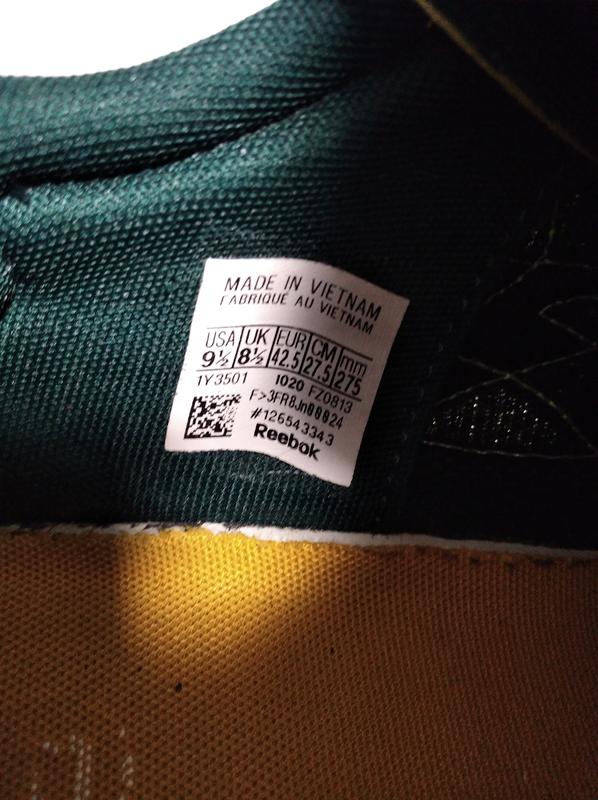 MADE IN VIETNAM
FABRIQUÉ AU VIETNAM
USA UK EUR CM mm
9½ 8½ 42.5 27.5 275
1Y3501 1020 FZ0813
F>3FR8Jn00024
#126543343
Reebok